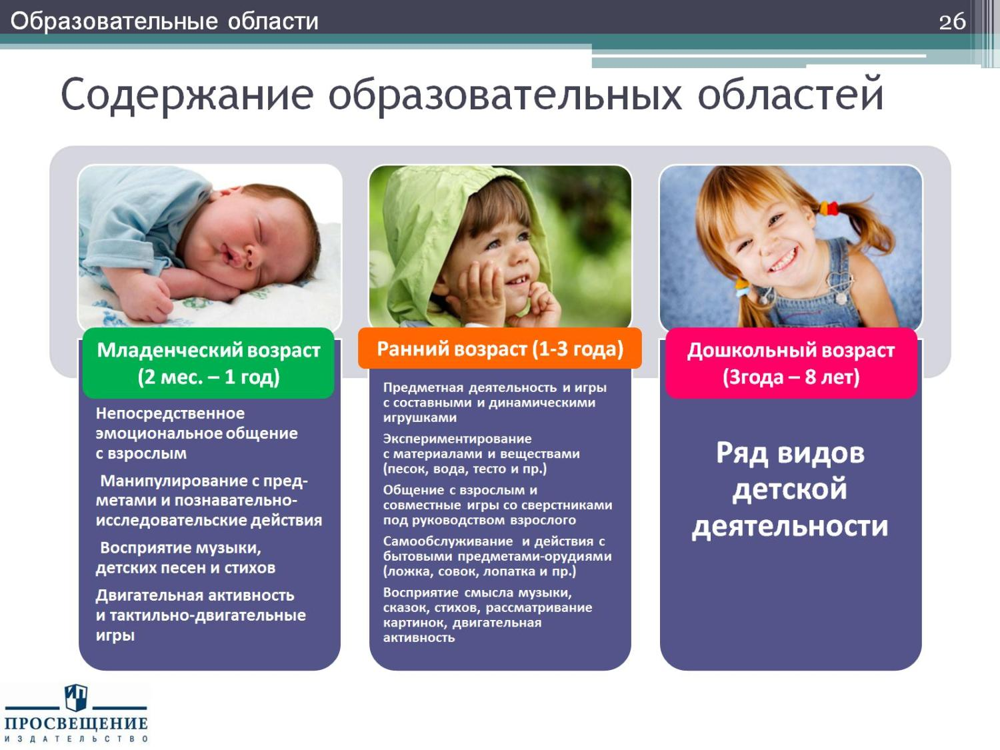 Образовательные области
26
Содержание образовательных областей
Младенческий возраст
(2 мес. – 1 год)
Непосредственное
эмоциональное общение
с взрослым
Манипулирование с пред-
метами и познавательно-
исследовательские действия
Восприятие музыки,
детских песен и стихов
Двигательная активность
и тактильно-двигательные
игры
Ранний возраст (1-3 года)
Предметная деятельность и игры
с составными и динамическими
игрушками
Экспериментирование
с материалами и веществами
(песок, вода, тесто и пр.)
Общение с взрослым и
совместные игры со сверстниками
под руководством взрослого
Самообслуживание и действия с
бытовыми предметами-орудиями
(ложка, совок, лопатка и пр.)
Восприятие смысла музыки,
сказок, стихов, рассматривание
картинок, двигательная
активность
Дошкольный возраст
(3года – 8 лет)
Ряд видов
детской
деятельности
ИП
ПРОСВЕЩЕНИЕ
ИЗДАТЕЛЬСТВО